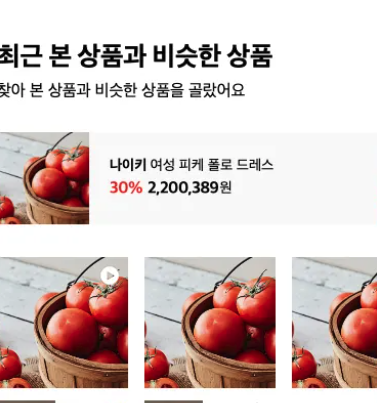 최근 본 상품과 비슷한 상품
찾아 본 상품과 비슷한 상품을 골랐어요
나이키 여성 피케 폴로 드레스
30% 2,200,389원